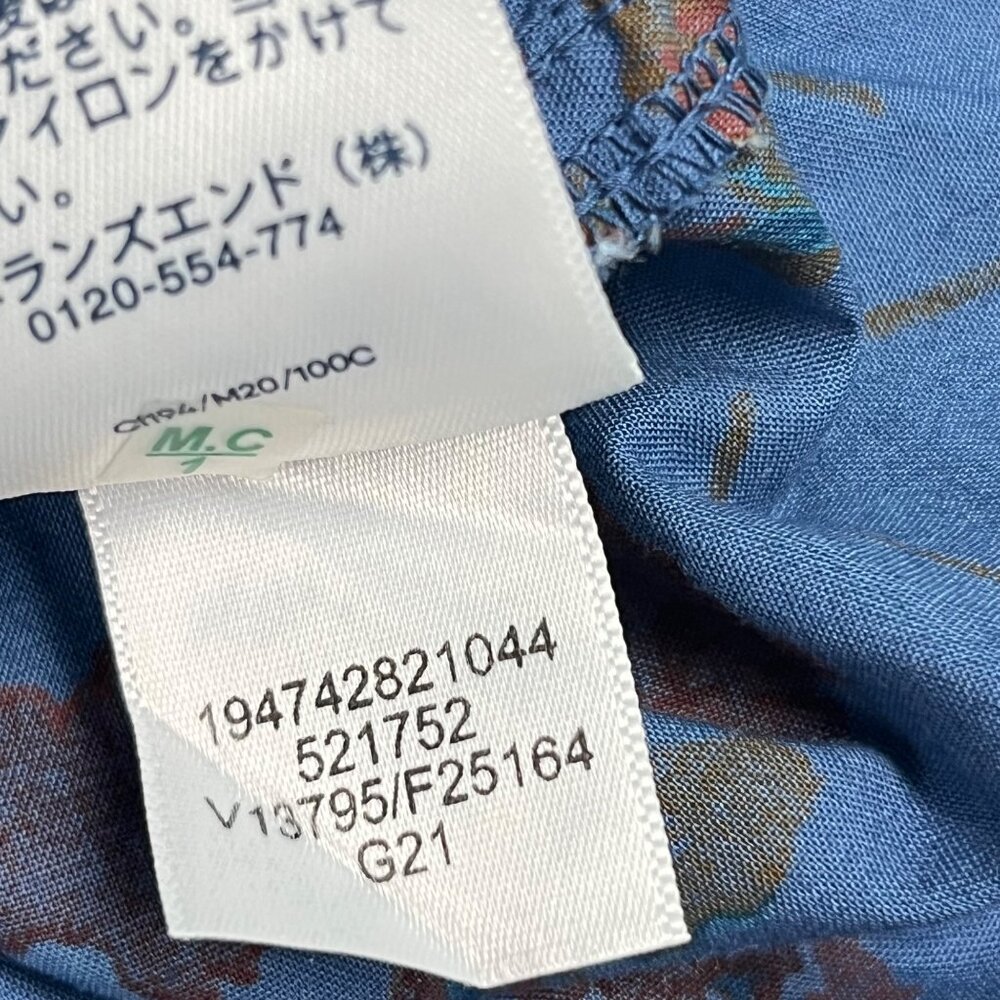 ださい。
アイロンをかけて
い。
ランズエンド（株）
0120-554-774
Ch94/M20/100C
M.C
1
194742821044
521752
V13795/F25164
G21